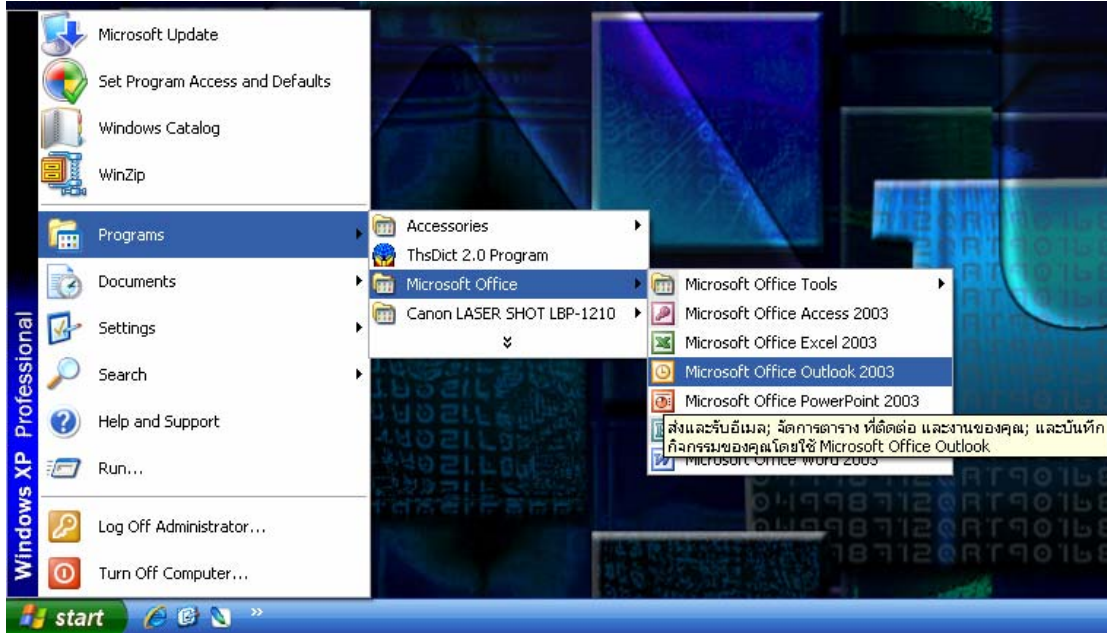 Microsoft Update
Set Program Access and Defaults
Windows Catalog
WinZip
Programs
Documents
Settings
Search
Help and Support
Run...
Log Off Administrator...
Turn Off Computer...
Windows XP Professional
Accessories
ThsDict 2.0 Program
Microsoft Office
Canon LASER SHOT LBP-1210
Microsoft Office Tools
Microsoft Office Access 2003
Microsoft Office Excel 2003
Microsoft Office Outlook 2003
Microsoft Office PowerPoint 2003
ส่งและรับอีเมล; จัดการตาราง ที่ติดต่อ และงานของคุณ; และบันทึก
กิจกรรมของคุณโดยใช้ Microsoft Office Outlook
Microsoft Office Word 2003
start